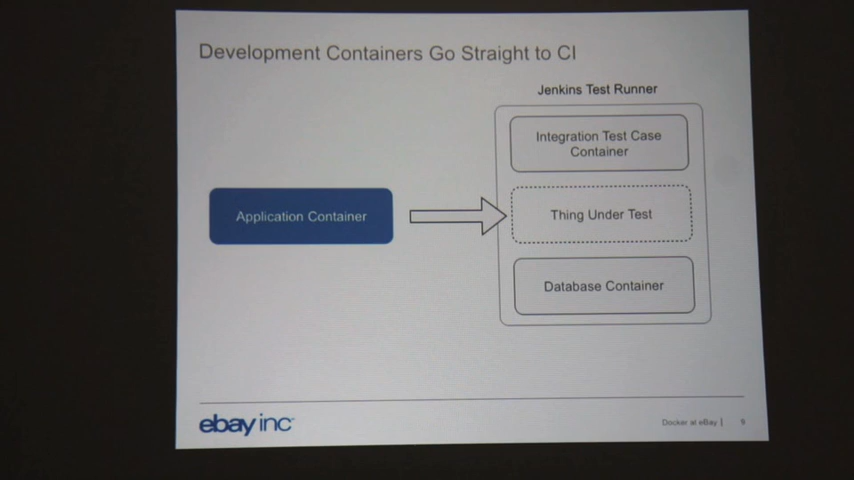 Development Containers Go Straight to CI
Jenkins Test Runner
Integration Test Case
Container
Application Container
Thing Under Test
Database Container
ebay inc
Docker at eBay | 9